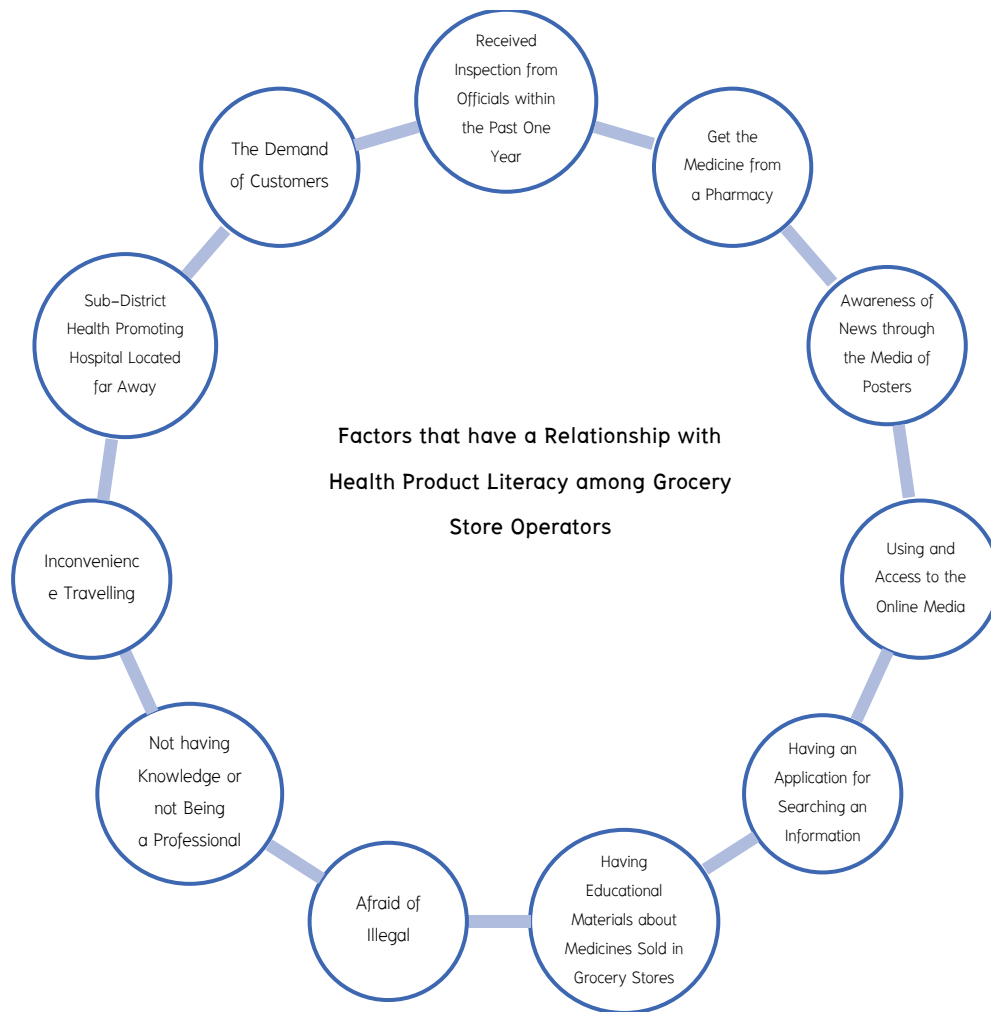 Received
Inspection from
Officials within
the Past One
Year
Get the
Medicine from
a Pharmacy
Awareness of
News through
the Media of
Posters
Using and
Access to the
Online Media
Having an
Application for
Searching an
Information
Having
Educational
Materials about
Medicines Sold in
Grocery Stores
Afraid of
Illegal
Not having
Knowledge or
not Being
a Professional
Inconvenienc
e Travelling
Sub-District
Health Promoting
Hospital Located
far Away
The Demand
of Customers
Factors that have a Relationship with
Health Product Literacy among Grocery
Store Operators